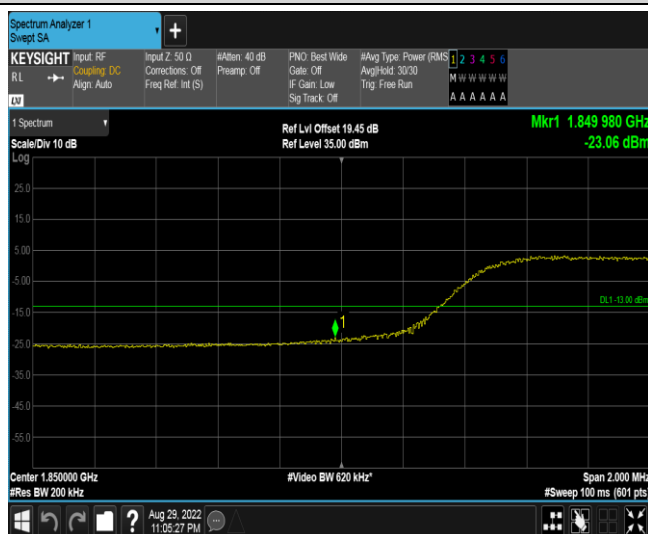 Spectrum Analyzer 1
Swept SA
+
KEYSIGHT Input: RF Input Z: 50 Ω #Atten: 40 dB PNO: Best Wide #Avg Type: Power (RMS 1 2 3 4 5 6
RL Coupling: DC Corrections: Off Preamp: Off Gate: Off Avg|Hold: 30/30 M W W W W W
Align: Auto Freq Ref: Int (S) IF Gain: Low Trig: Free Run
LXI Sig Track: Off A A A A A A
1 Spectrum Ref Lvl Offset 19.45 dB Mkr1 1.849 980 GHz
Scale/Div 10 dB Ref Level 35.00 dBm -23.06 dBm
Log
25.0
15.0
5.00
-5.00
DL1 -13.00 dBm
-15.0
1
-25.0
-35.0
-45.0
-55.0
Center 1.850000 GHz #Video BW 620 kHz* Span 2.000 MHz
#Res BW 200 kHz #Sweep 100 ms (601 pts)
? Aug 29, 2022
11:05:27 PM